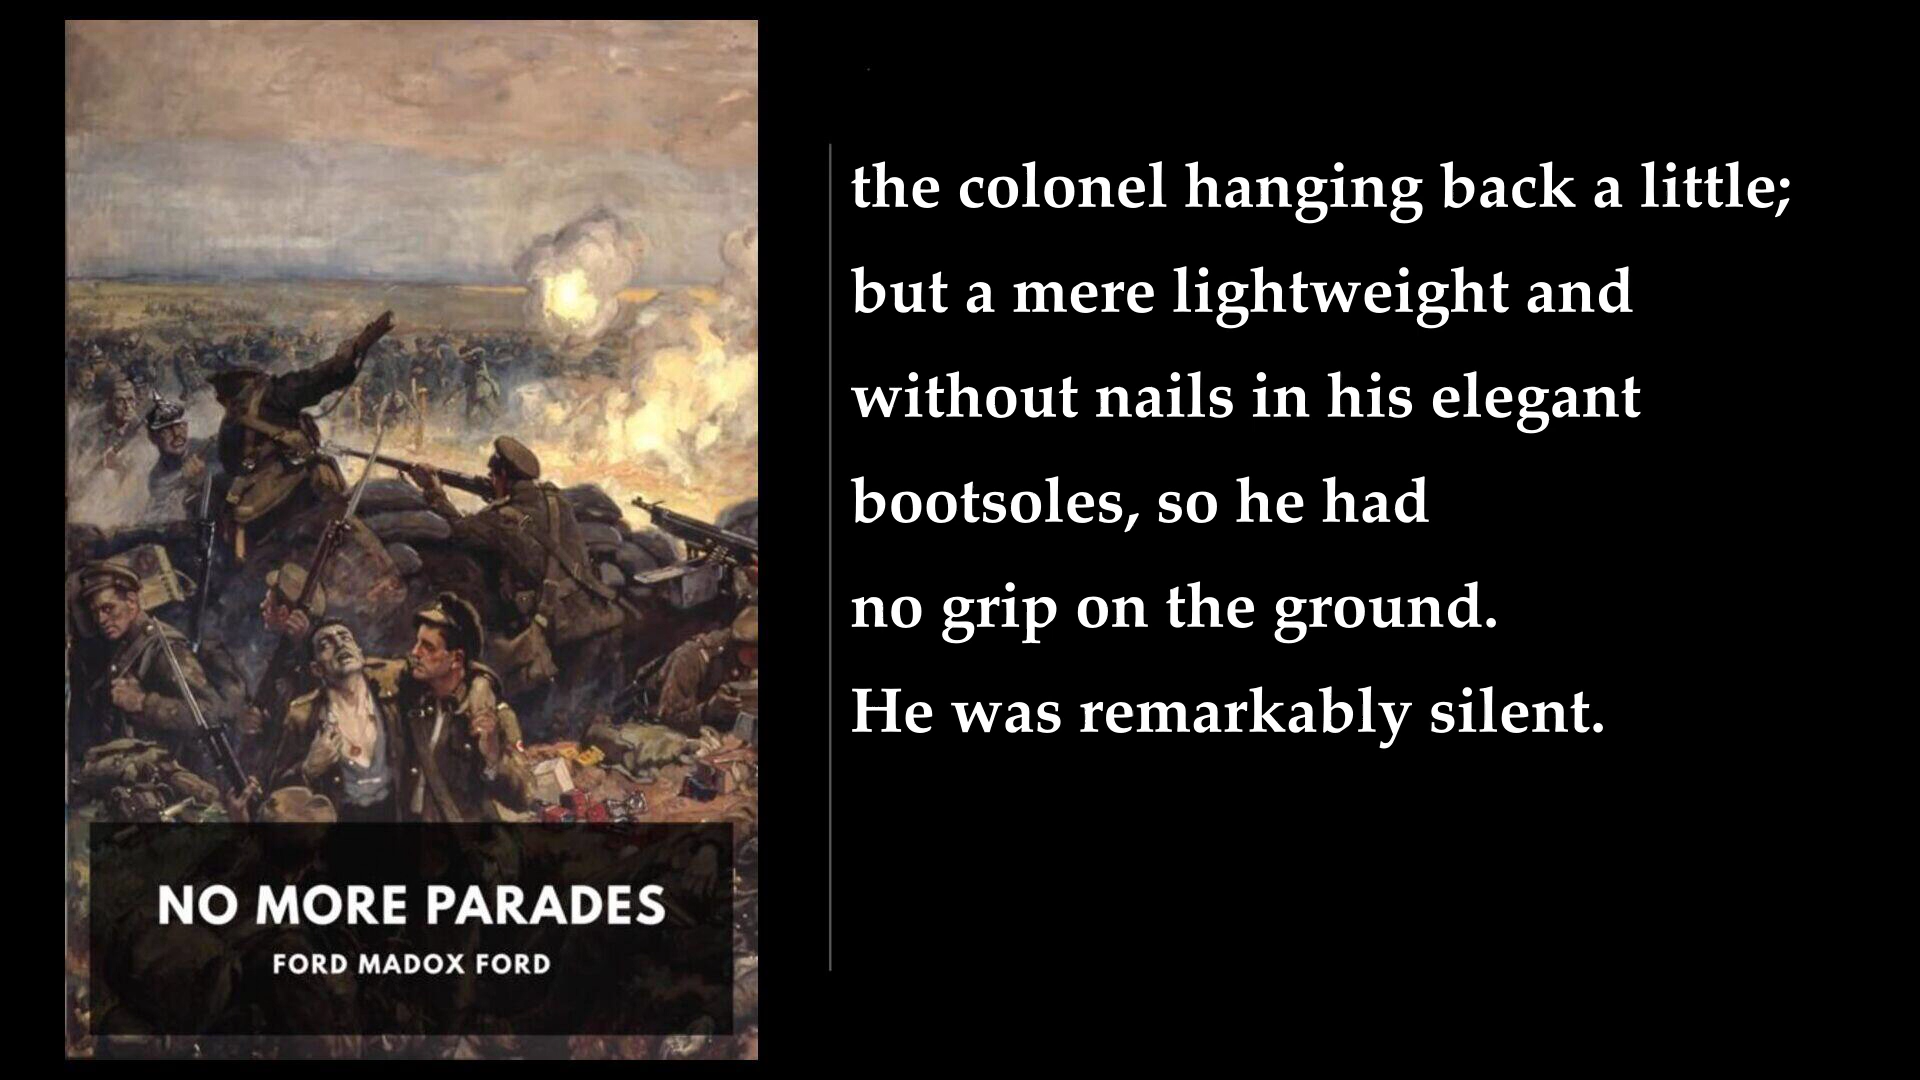 the colonel hanging back a little;
but a mere lightweight and
without nails in his elegant
bootsoles, so he had
no grip on the ground.
He was remarkably silent.
NO MORE PARADES
FORD MADOX FORD